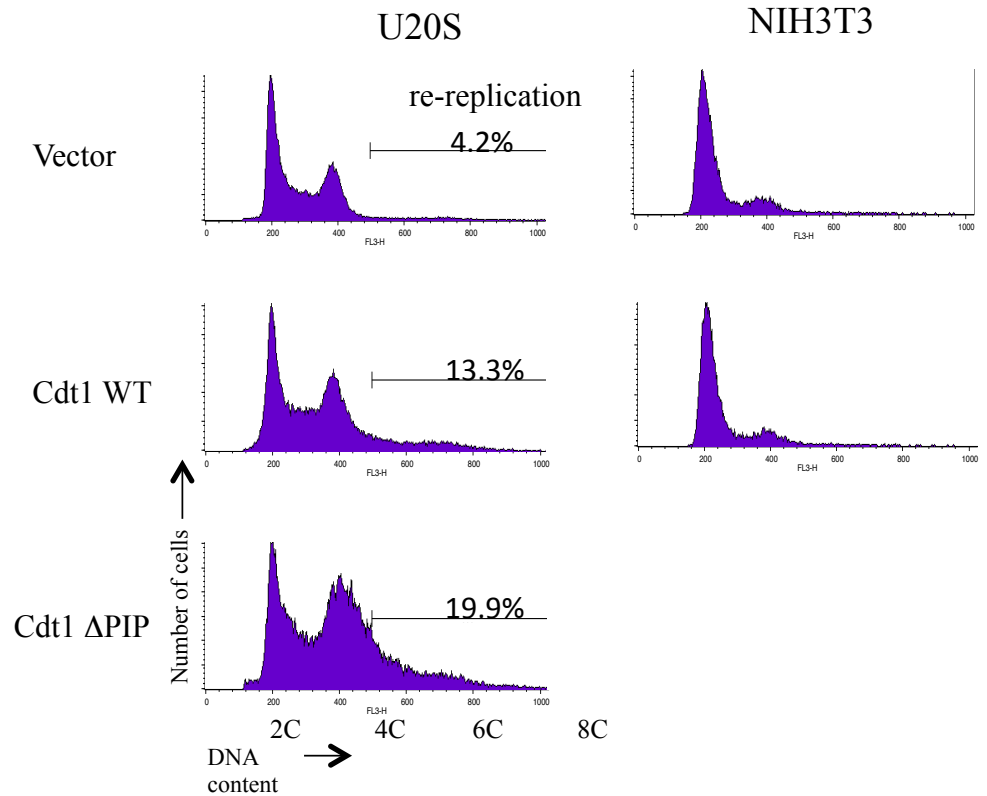 U20S
NIH3T3
Vector
re-replication
4.2%
0 200 400 600 800 1000
FL3-H
0 200 400 600 800 1000
FL3-H
Cdt1 WT
13.3%
0 200 400 600 800 1000
FL3-H
0 200 400 600 800 1000
FL3-H
Number of cells
Cdt1 ΔPIP
19.9%
0 200 400 600 800 1000
FL3-H
2C 4C 6C 8C
DNA
content